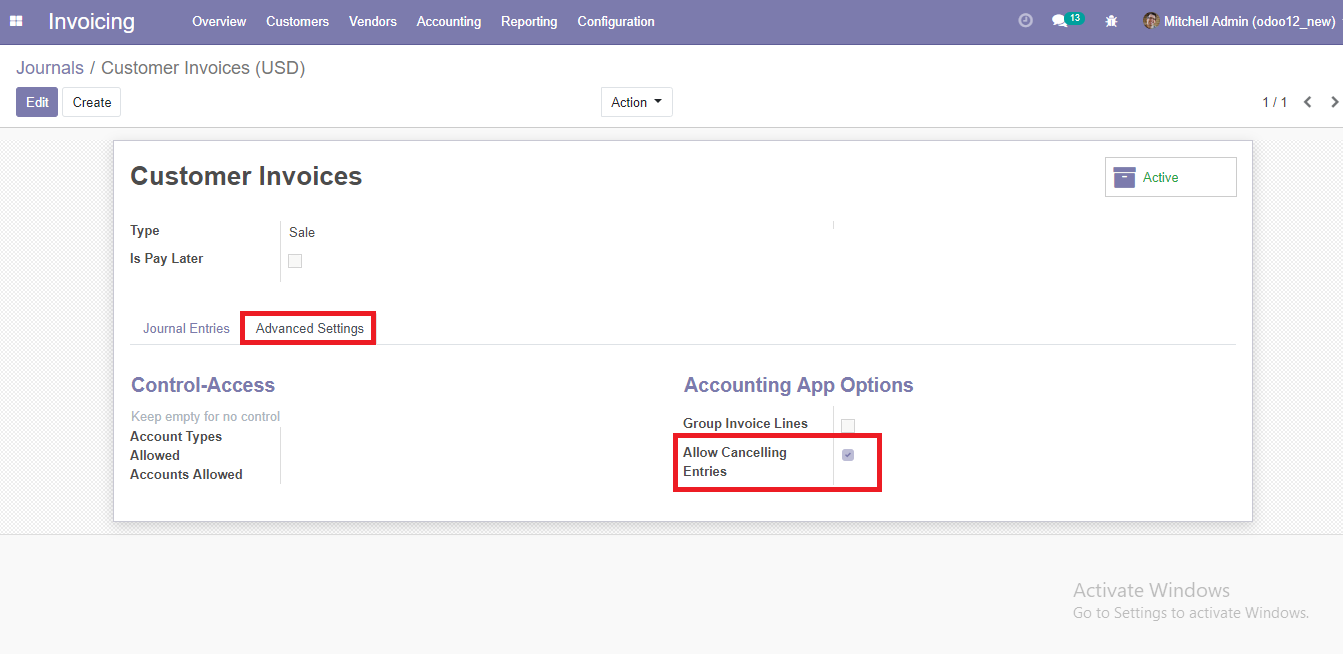 Invoicing Overview Customers Vendors Accounting Reporting Configuration 13 Mitchell Admin (odoo12_new)
Journals / Customer Invoices (USD)
Edit Create Action 1 / 1
Customer Invoices
Active
Type Sale
Is Pay Later
Journal Entries Advanced Settings
Control-Access Accounting App Options
Keep empty for no control
Group Invoice Lines
Account Types
Allowed
Accounts Allowed
Allow Cancelling
Entries
Activate Windows
Go to Settings to activate Windows.